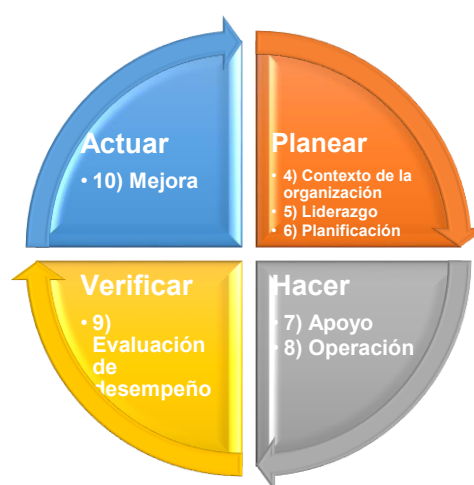 Actuar
• 10) Mejora
Planear
• 4) Contexto de la
organización
• 5) Liderazgo
• 6) Planificación
Verificar
• 9)
Evaluación
de
desempeño
Hacer
• 7) Apoyo
• 8) Operación